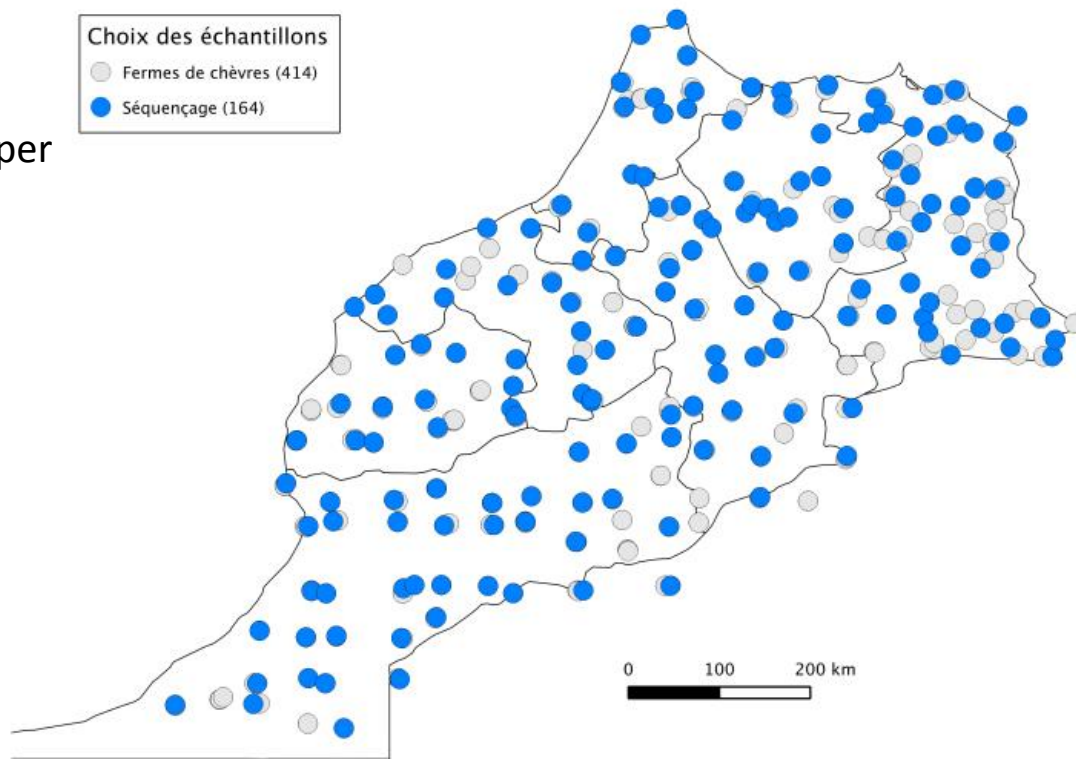 Choix des échantillons
Fermes de chèvres (414)
Séquençage (164)
per
0 100 200 km